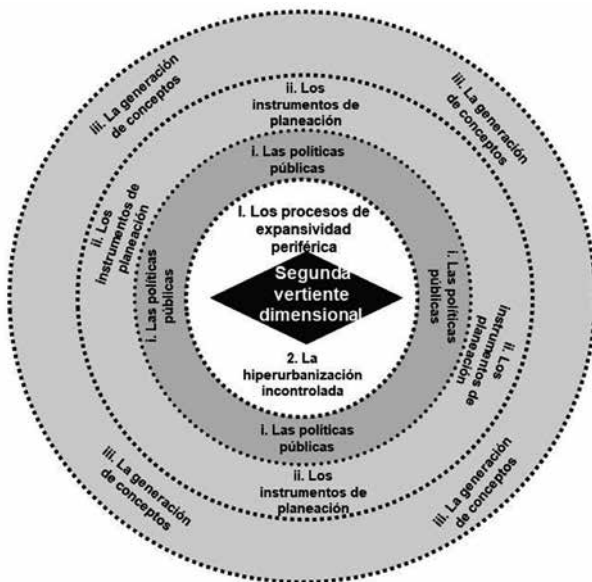 iii. La generación
de conceptos
iii. La generación
de conceptos
ii. Los
instrumentos de
planeación
i. Las políticas
públicas
ii. Los
instrumentos de
planeación
i. Las políticas
públicas
I. Los procesos de
expansividad
periférica
Segunda
vertiente
dimensional
2. La
hiperurbanización
incontrolada
i. Las políticas
públicas
ii. Los
instrumentos de
planeación
i. Las políticas
públicas
ii. Los
instrumentos de
planeación
iii. La generación
de conceptos
iii. La generación
de conceptos